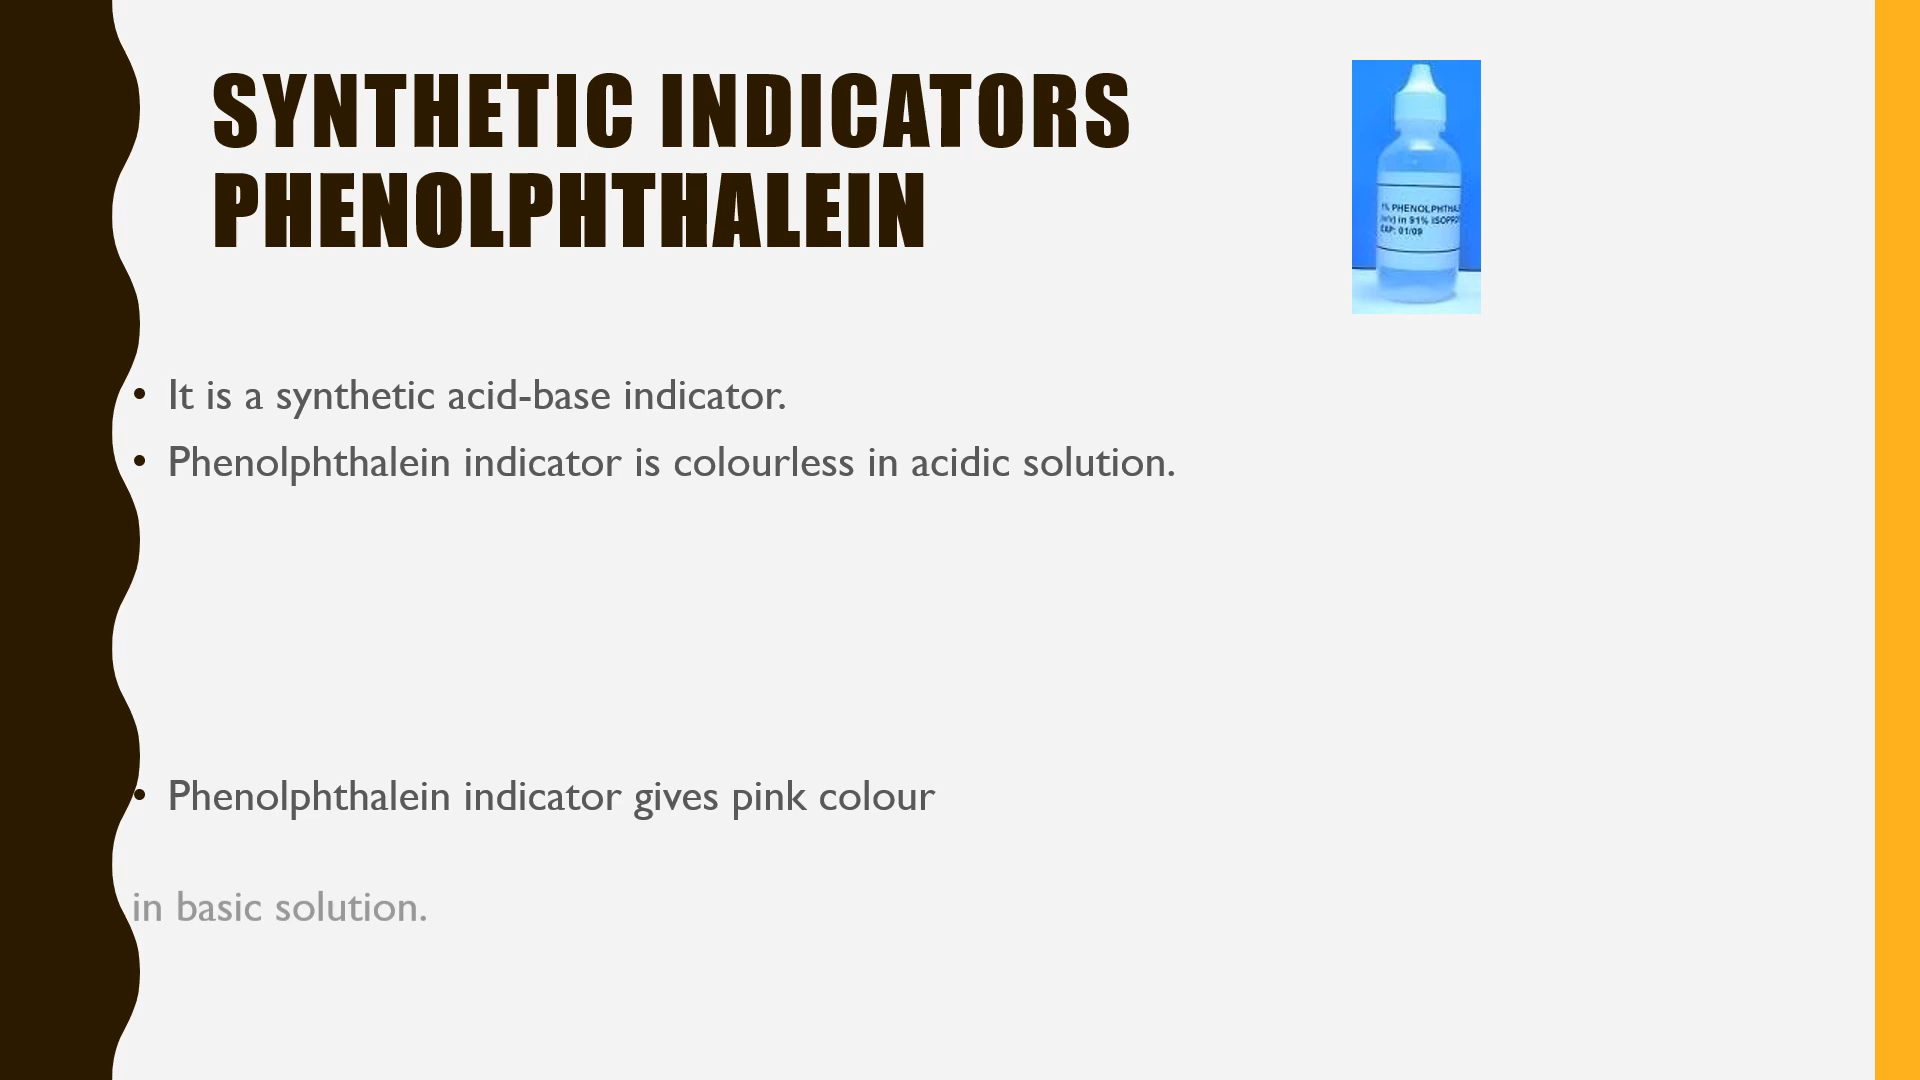 SYNTHETIC INDICATORS
PHENOLPHTHALEIN
1% PHENOLPHTHAL
(w/v) in 91% ISOPRO
EXP: 01/09
• It is a synthetic acid-base indicator.
• Phenolphthalein indicator is colourless in acidic solution.
• Phenolphthalein indicator gives pink colour
in basic solution.